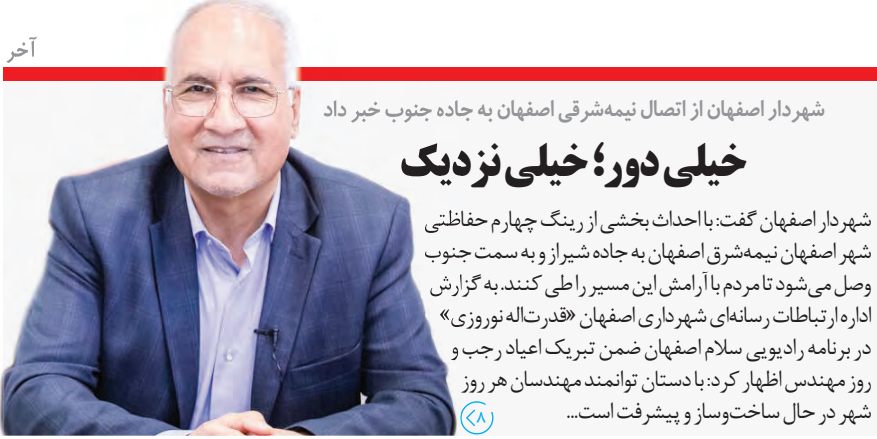 آخر
شهردار اصفهان از اتصال نیمه‌شرقی اصفهان به جاده جنوب خبر داد
خیلی دور؛ خیلی نزدیک
شهردار اصفهان گفت: با احداث بخشی از رینگ چهارم حفاظتی
شهر اصفهان نیمه‌شرق اصفهان به جاده شیراز و به سمت جنوب
وصل می‌شود تا مردم با آرامش این مسیر را طی کنند. به گزارش
اداره ارتباطات رسانه‌ای شهرداری اصفهان «قدرت‌اله نوروزی»
در برنامه رادیویی سلام اصفهان ضمن تبریک اعیاد رجب و
روز مهندس اظهار کرد: با دستان توانمند مهندسان هر روز
شهر در حال ساخت‌وساز و پیشرفت است...
۸